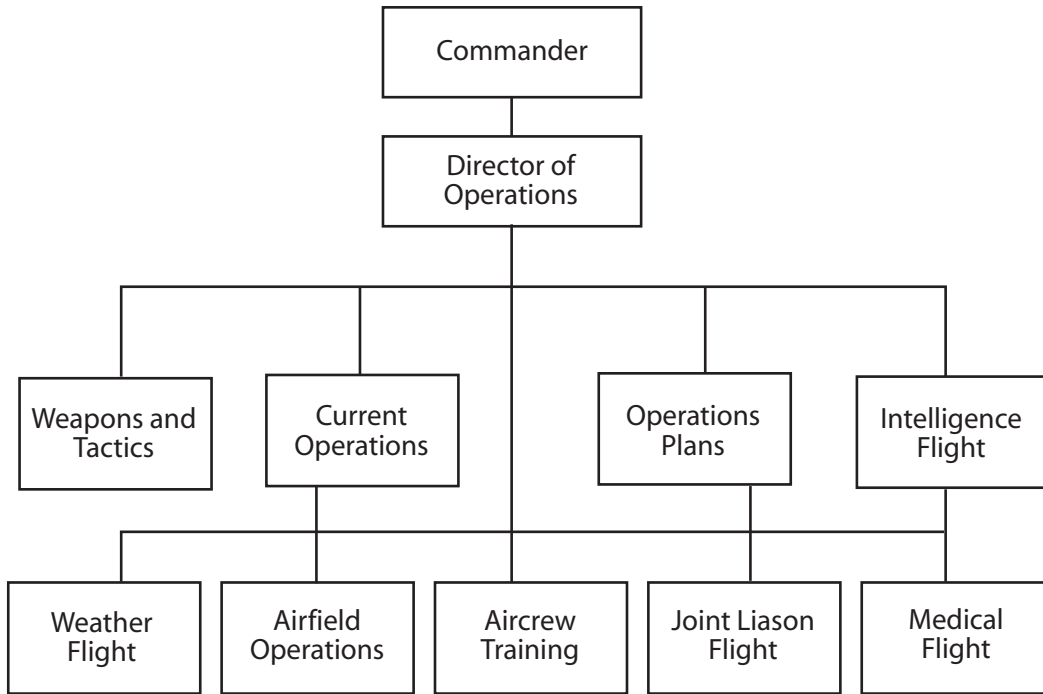 Commander
Director of
Operations
Weapons and
Tactics
Current
Operations
Operations
Plans
Intelligence
Flight
Weather
Flight
Airfield
Operations
Aircrew
Training
Joint Liason
Flight
Medical
Flight